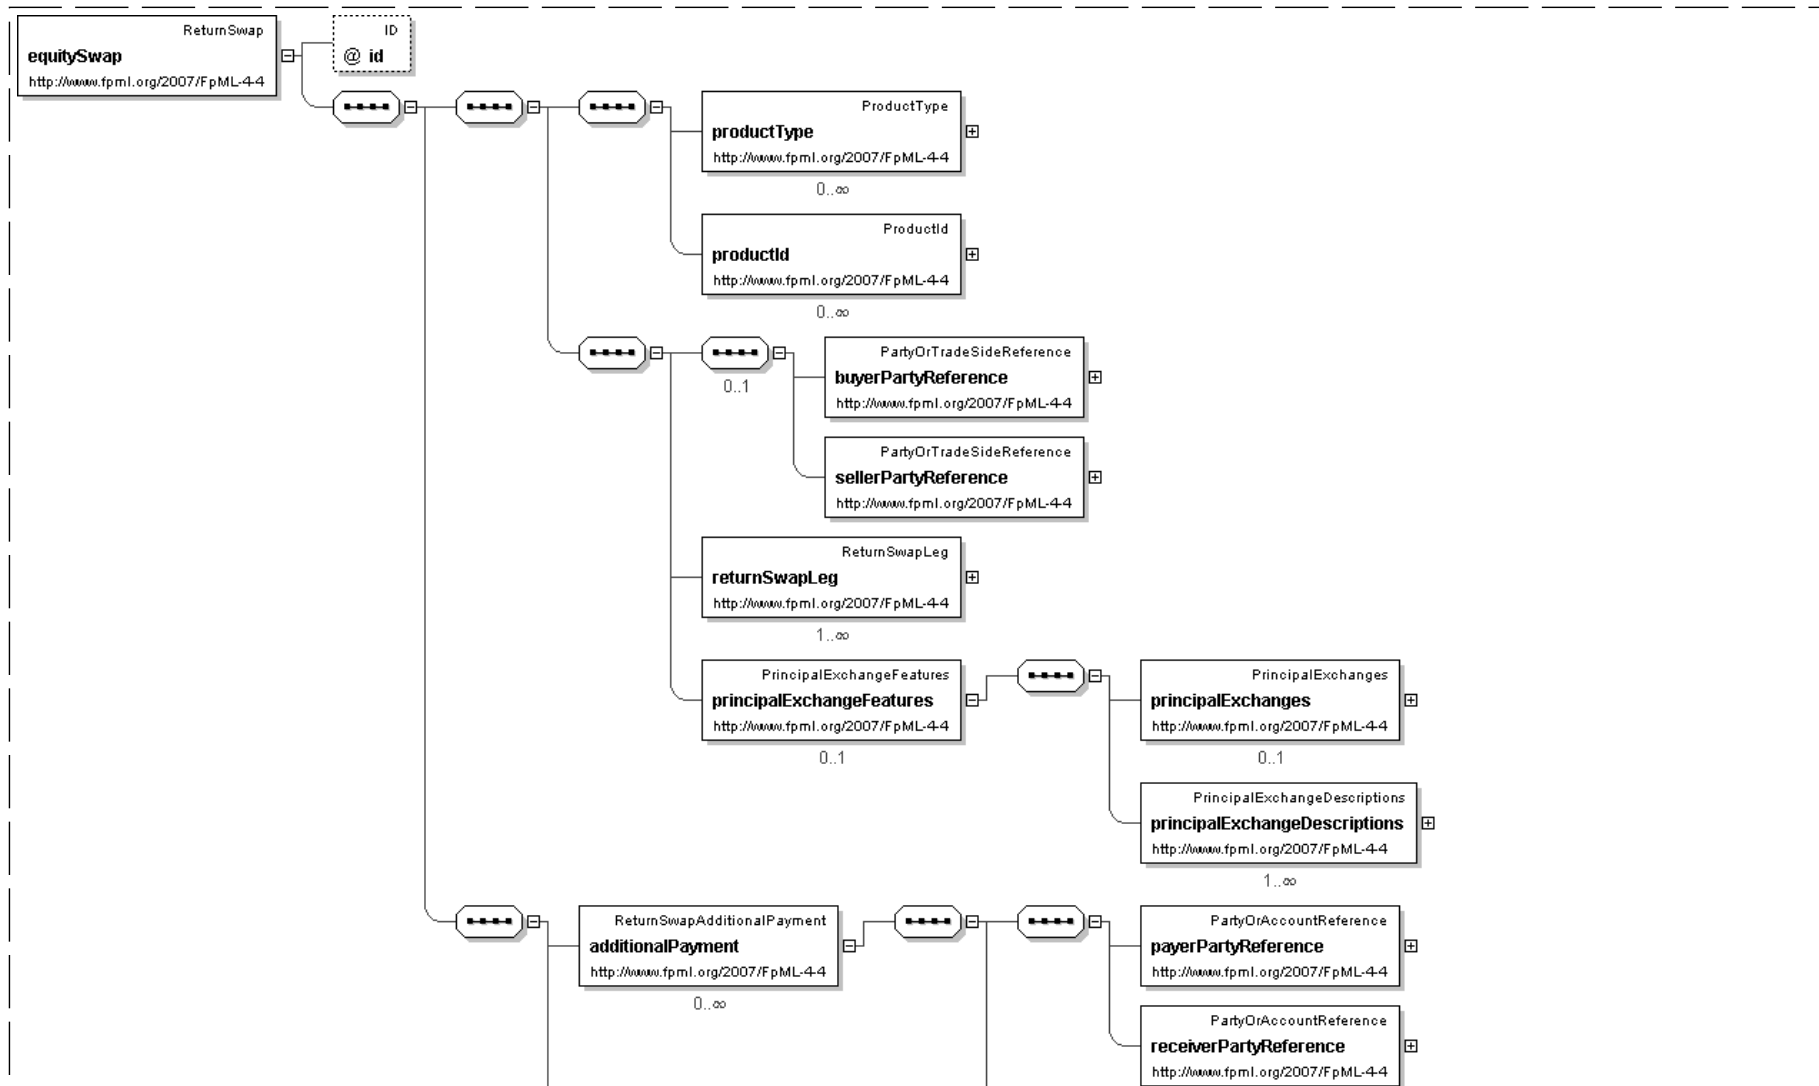 ReturnSwap
equitySwap
http://www.fpml.org/2007/FpML-4-4
ID
@ id
ProductType
productType
http://www.fpml.org/2007/FpML-4-4
0..∞
ProductId
productId
http://www.fpml.org/2007/FpML-4-4
0..∞
0..1
PartyOrTradeSideReference
buyerPartyReference
http://www.fpml.org/2007/FpML-4-4
PartyOrTradeSideReference
sellerPartyReference
http://www.fpml.org/2007/FpML-4-4
ReturnSwapLeg
returnSwapLeg
http://www.fpml.org/2007/FpML-4-4
1..∞
PrincipalExchangeFeatures
principalExchangeFeatures
http://www.fpml.org/2007/FpML-4-4
0..1
PrincipalExchanges
principalExchanges
http://www.fpml.org/2007/FpML-4-4
0..1
PrincipalExchangeDescriptions
principalExchangeDescriptions
http://www.fpml.org/2007/FpML-4-4
1..∞
ReturnSwapAdditionalPayment
additionalPayment
http://www.fpml.org/2007/FpML-4-4
0..∞
PartyOrAccountReference
payerPartyReference
http://www.fpml.org/2007/FpML-4-4
PartyOrAccountReference
receiverPartyReference
http://www.fpml.org/2007/FpML-4-4